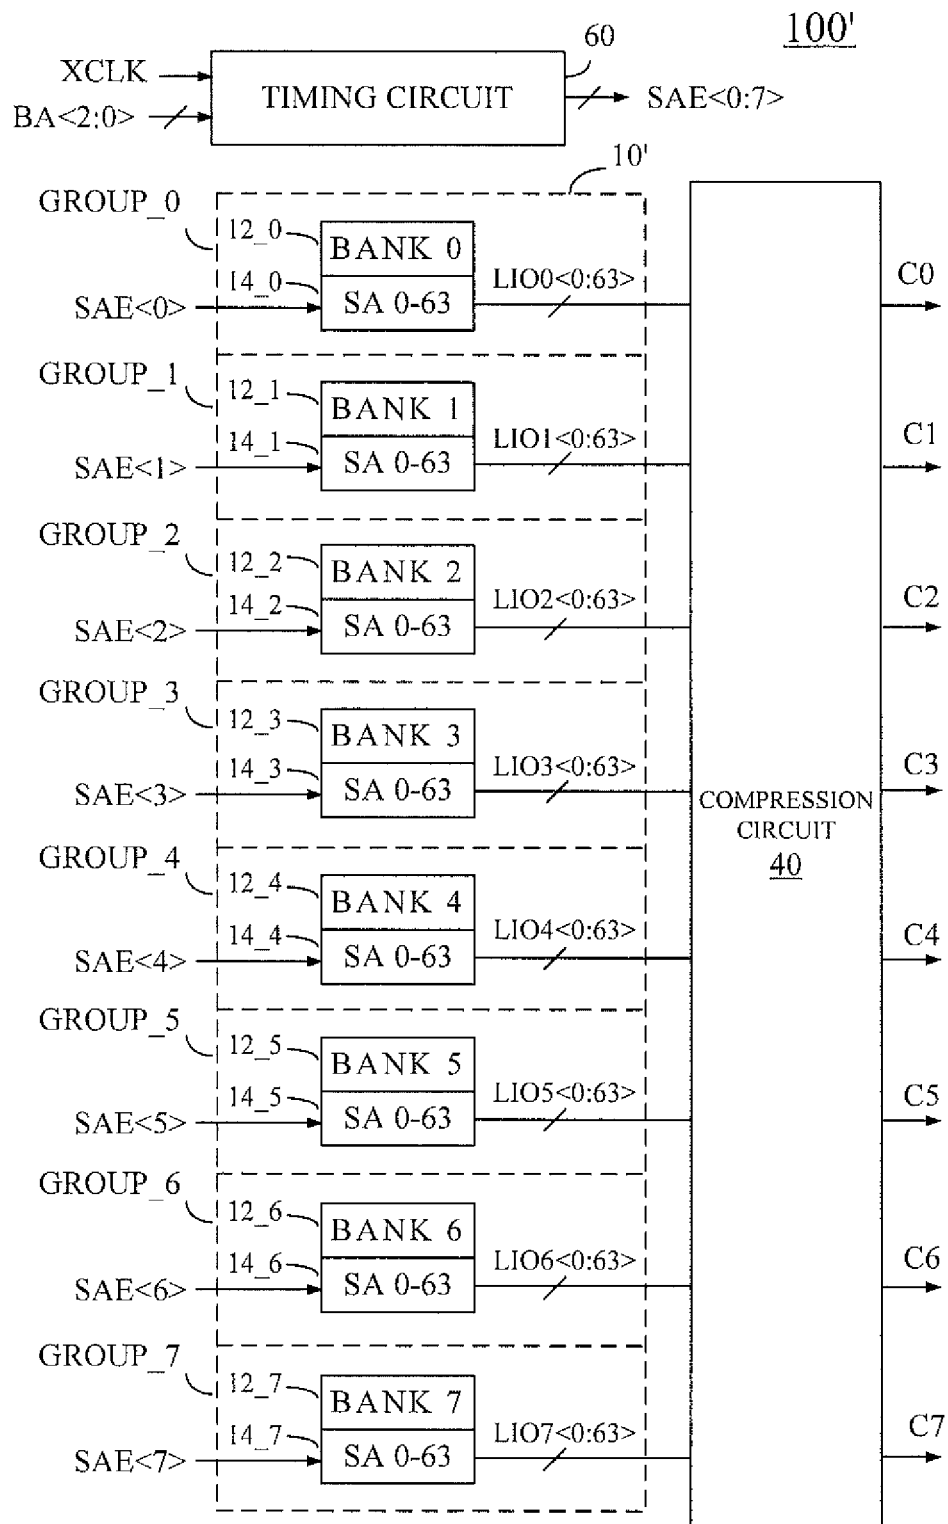 100'
60
XCLK
TIMING CIRCUIT
SAE<0:7>
BA<2:0>
10'
GROUP_0
12_0
BANK 0
14_0
LIO0<0:63>
C0
SAE<0>
SA 0-63
GROUP_1
12_1
BANK 1
14_1
LIO1<0:63>
C1
SAE<1>
SA 0-63
GROUP_2
12_2
BANK 2
14_2
LIO2<0:63>
C2
SAE<2>
SA 0-63
GROUP_3
12_3
BANK 3
14_3
LIO3<0:63>
C3
SAE<3>
SA 0-63
COMPRESSION
CIRCUIT
40
GROUP_4
12_4
BANK 4
14_4
LIO4<0:63>
C4
SAE<4>
SA 0-63
GROUP_5
12_5
BANK 5
14_5
LIO5<0:63>
C5
SAE<5>
SA 0-63
GROUP_6
12_6
BANK 6
14_6
LIO6<0:63>
C6
SAE<6>
SA 0-63
GROUP_7
12_7
BANK 7
14_7
LIO7<0:63>
C7
SAE<7>
SA 0-63